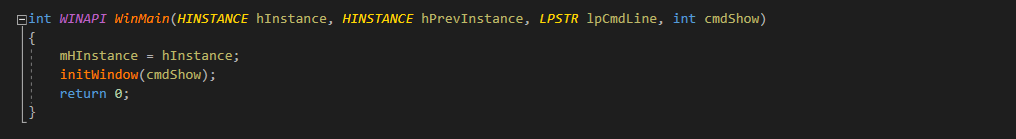 int WINAPI WinMain(HINSTANCE hInstance, HINSTANCE hPrevInstance, LPSTR lpCmdLine, int cmdShow)
{
mHInstance = hInstance;
initWindow(cmdShow);
return 0;
}